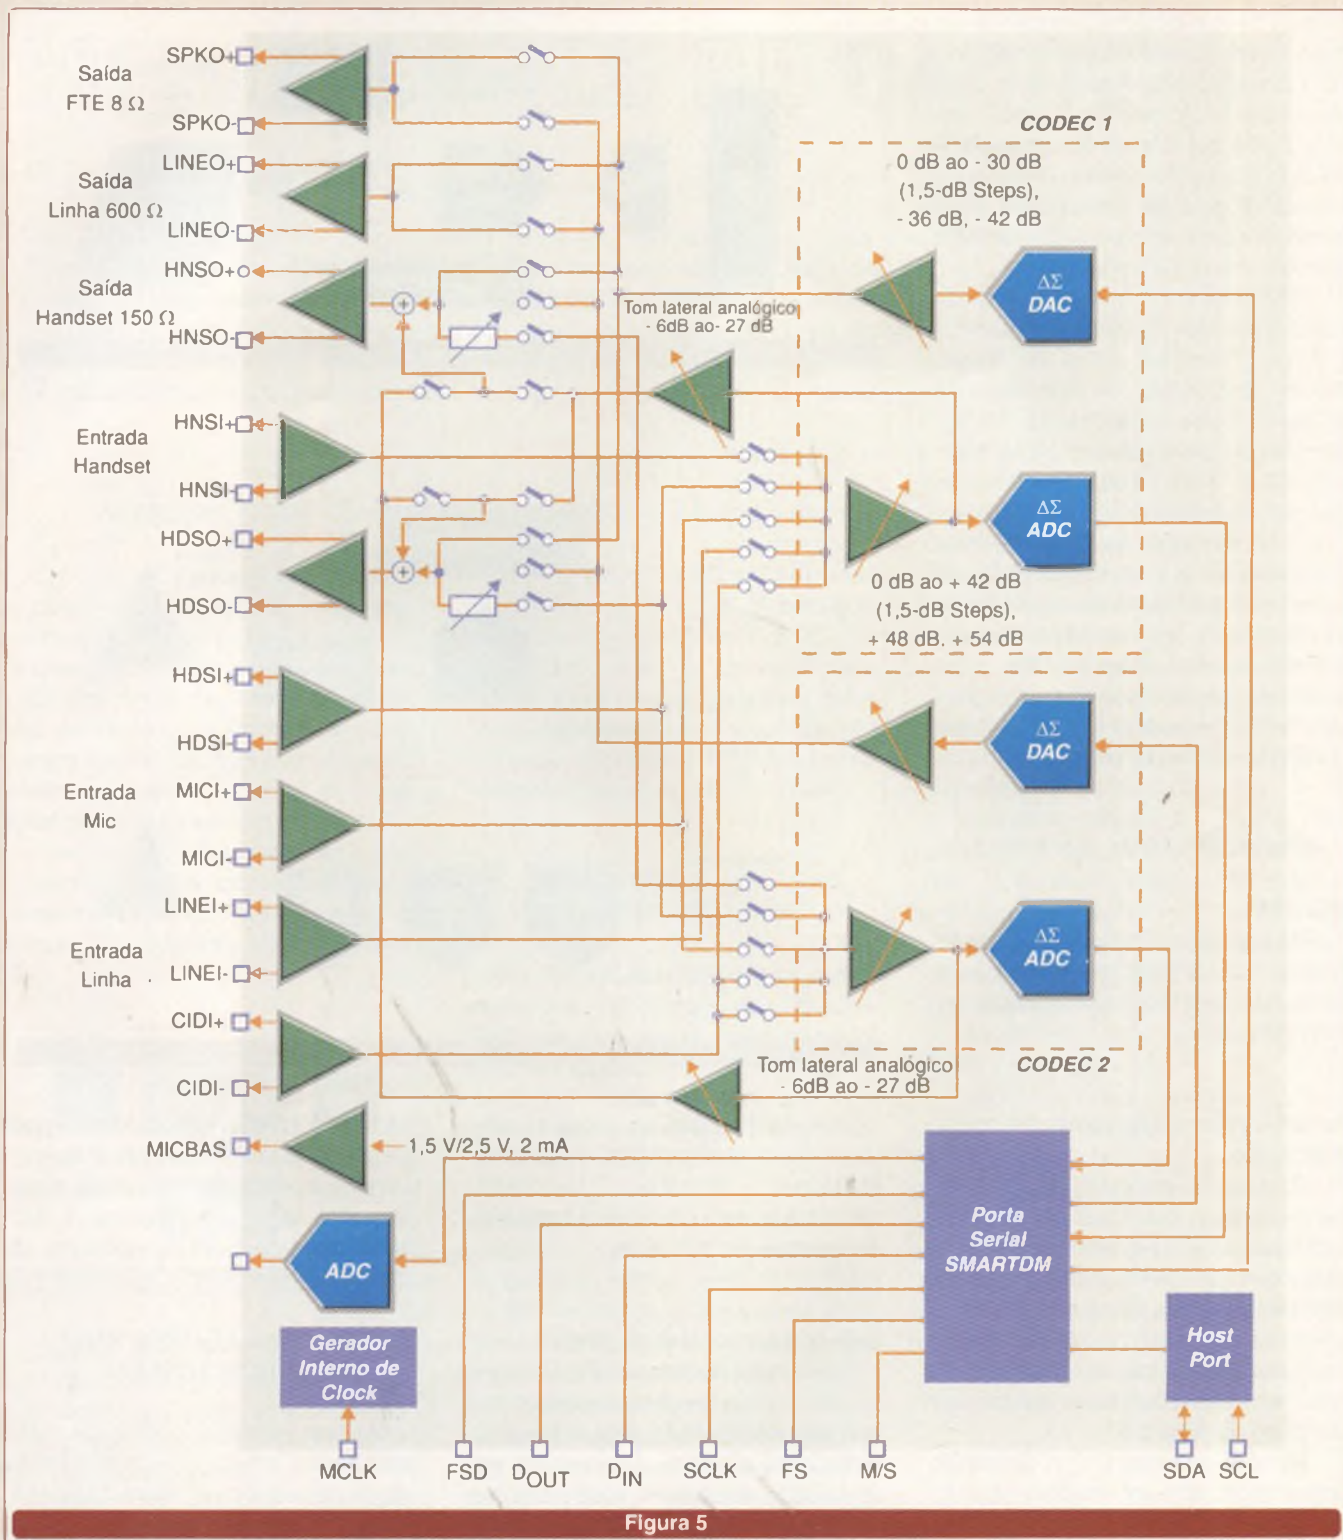 SPKO+
Saída
FTE 8 Ω
SPKO-
LINEO+
Saída
Linha 600 Ω
LINEO-
HNSO+
Saída
Handset 150 Ω
HNSO-
HNSI+
Entrada
Handset
HNSI-
HDSO+
HDSO-
HDSI+
HDSI-
MICI+
Entrada
Mic
MICI-
LINEI+
Entrada
Linha
LINEI-
CIDI+
CIDI-
MICBAS
1,5 V/2,5 V, 2 mA
ADC
Gerador
Interno de
Clock
CODEC 1
0 dB ao - 30 dB
(1,5-dB Steps),
- 36 dB, - 42 dB
ΔΣ
DAC
Tom lateral analógico
- 6dB ao- 27 dB
ΔΣ
ADC
0 dB ao + 42 dB
(1,5-dB Steps),
+ 48 dB. + 54 dB
ΔΣ
DAC
ΔΣ
ADC
Tom lateral analógico
- 6dB ao - 27 dB
CODEC 2
Porta
Serial
SMARTDM
Host
Port
MCLK
FSD
DOUT
DIN
SCLK
FS
M/S
SDA
SCL
Figura 5